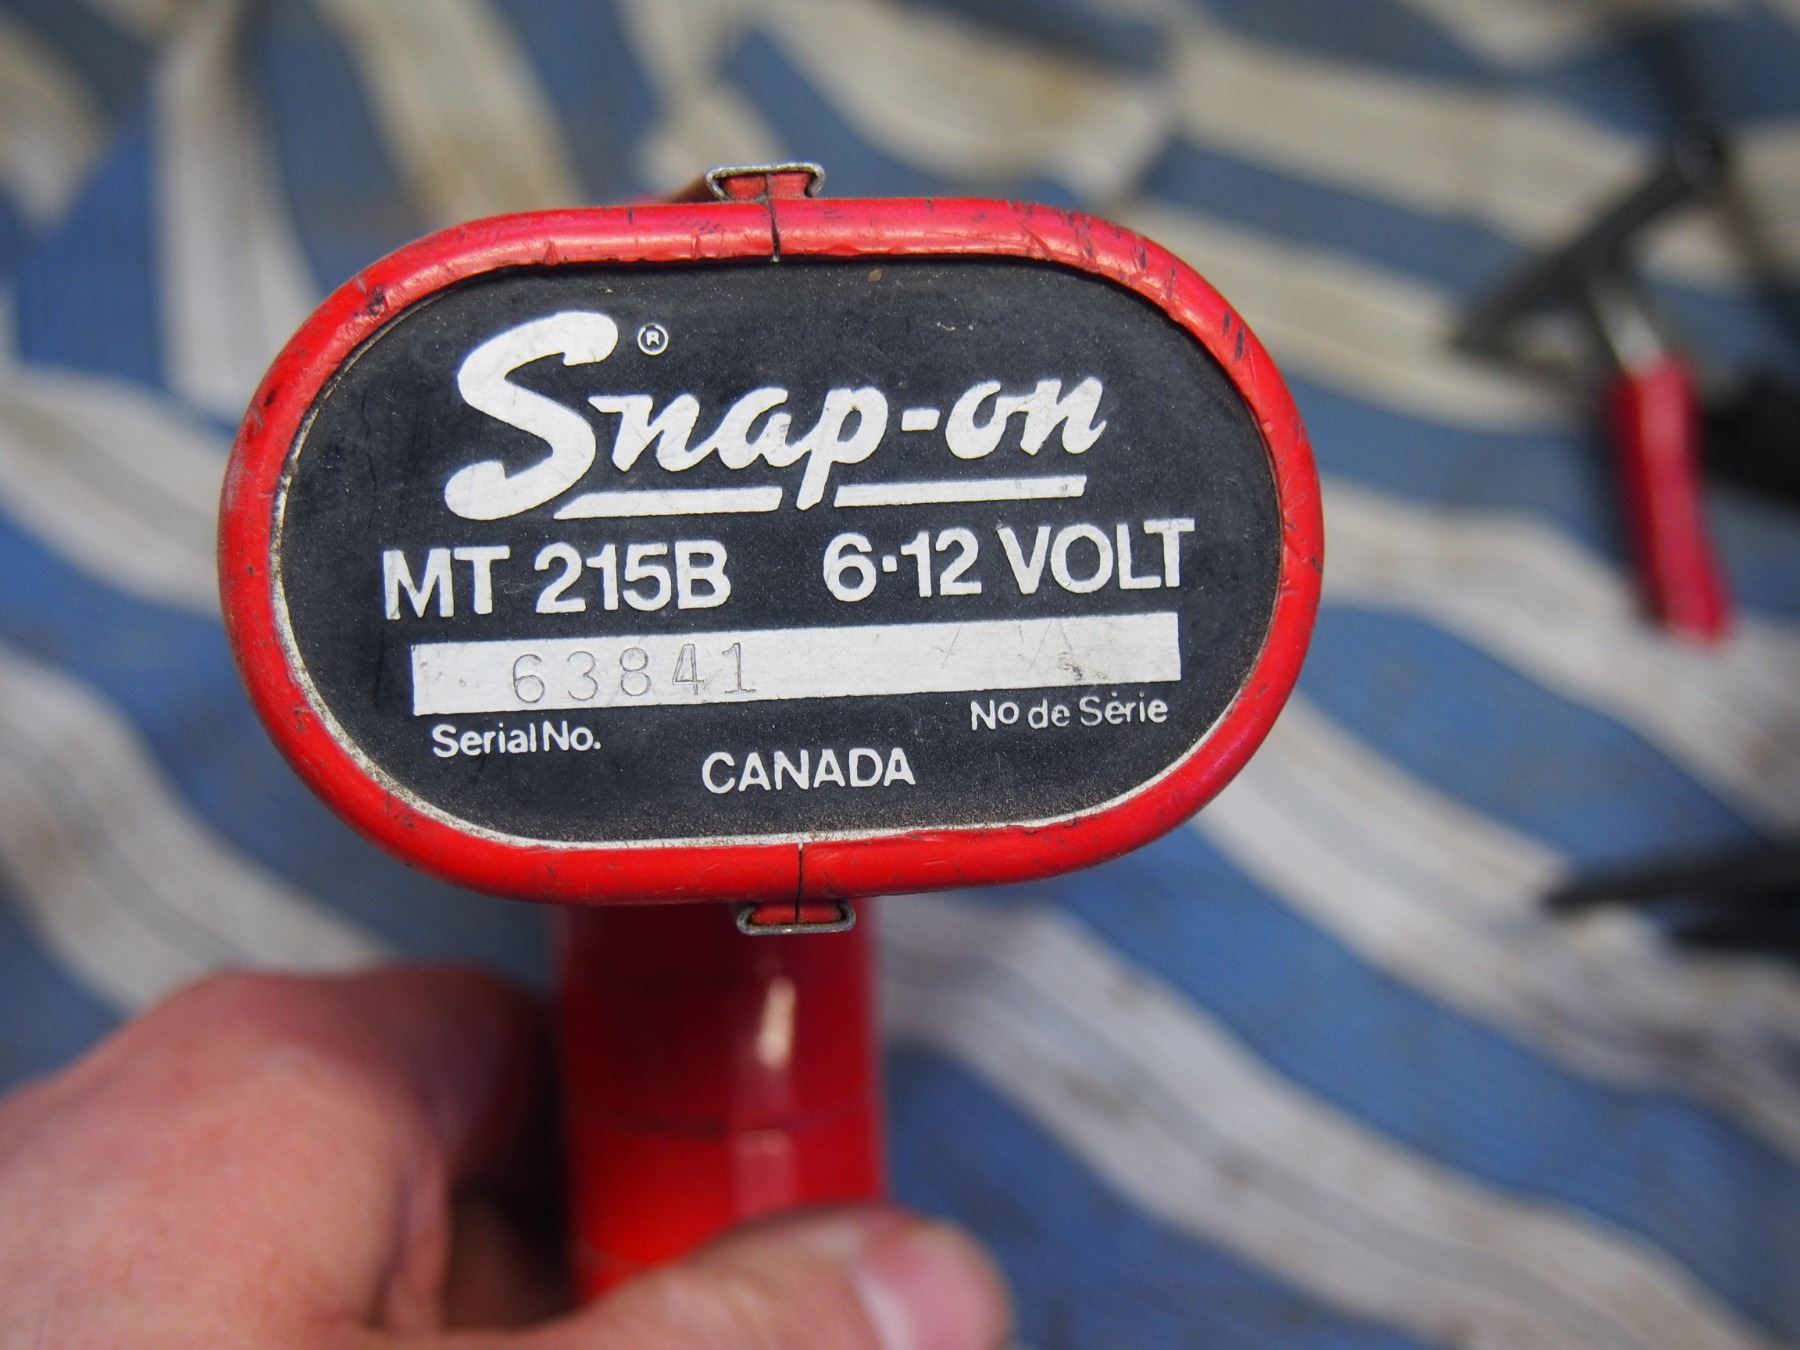 Snap-on®
MT 215B 6·12 VOLT
63841
Serial No. Nº de Série
CANADA